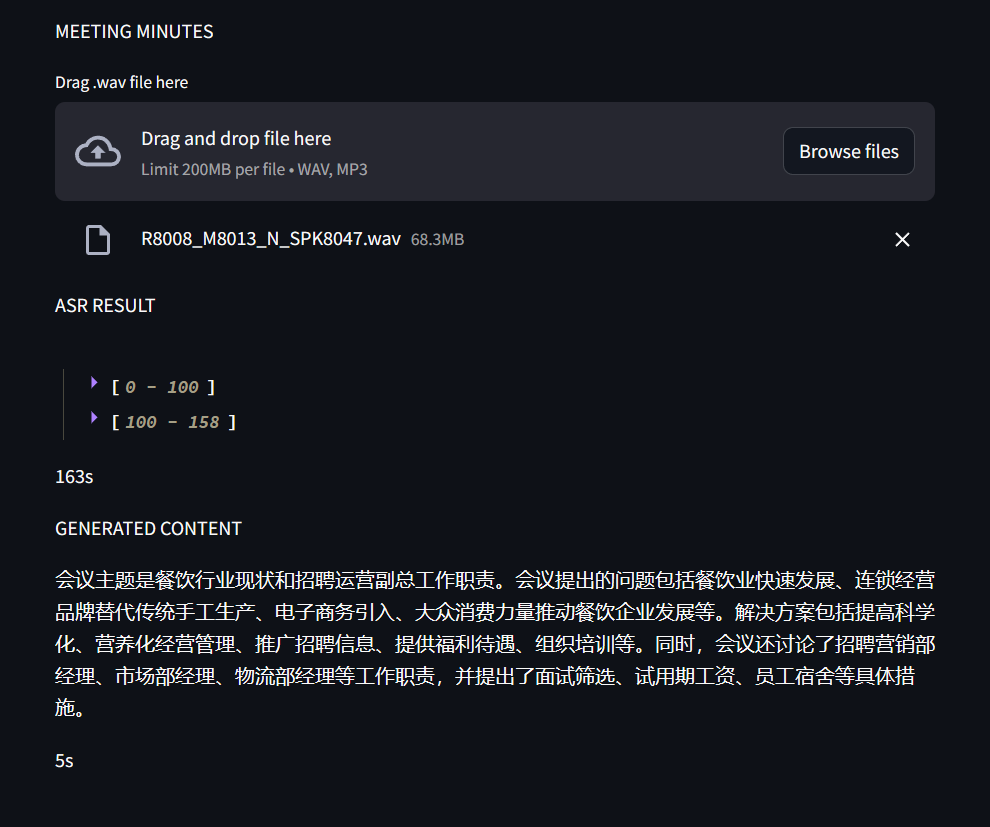 MEETING MINUTES
Drag .wav file here
Drag and drop file here
Limit 200MB per file • WAV, MP3
Browse files
R8008_M8013_N_SPK8047.wav 68.3MB
ASR RESULT
[ 0 - 100 ]
[ 100 - 158 ]
163s
GENERATED CONTENT
会议主题是餐饮行业现状和招聘运营副总工作职责。会议提出的问题包括餐饮业快速发展、连锁经营
品牌替代传统手工生产、电子商务引入、大众消费力量推动餐饮企业发展等。解决方案包括提高科学
化、营养化经营管理、推广招聘信息、提供福利待遇、组织培训等。同时，会议还讨论了招聘营销部
经理、市场部经理、物流部经理等工作职责，并提出了面试筛选、试用期工资、员工宿舍等具体措
施。
5s